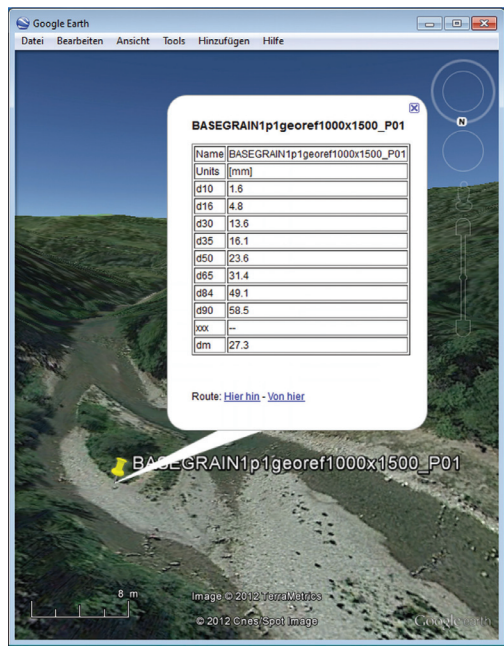 Google Earth
Datei Bearbeiten Ansicht Tools Hinzufügen Hilfe
N
BASEGRAIN1p1georef1000x1500_P01
Name BASEGRAIN1p1georef1000x1500_P01
Units [mm]
d10 1.6
d16 4.8
d30 13.6
d35 16.1
d50 23.6
d65 31.4
d84 49.1
d90 58.5
xxx --
dm 27.3
Route: Hier hin - Von hier
BASEGRAIN1p1georef1000x1500_P01
8 m
Image © 2012 TerraMetrics
© 2012 Cnes/Spot Image
Google earth